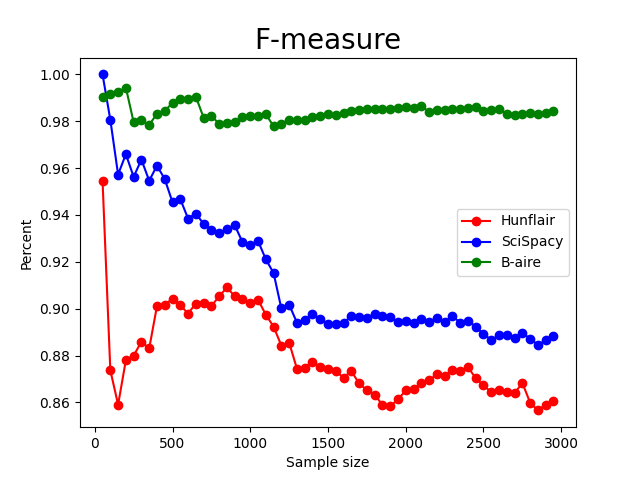 F-measure
Percent
1.00
0.98
0.96
0.94
0.92
0.90
0.88
0.86
Hunflair
SciSpacy
B-aire
0
500
1000
1500
2000
2500
3000
Sample size